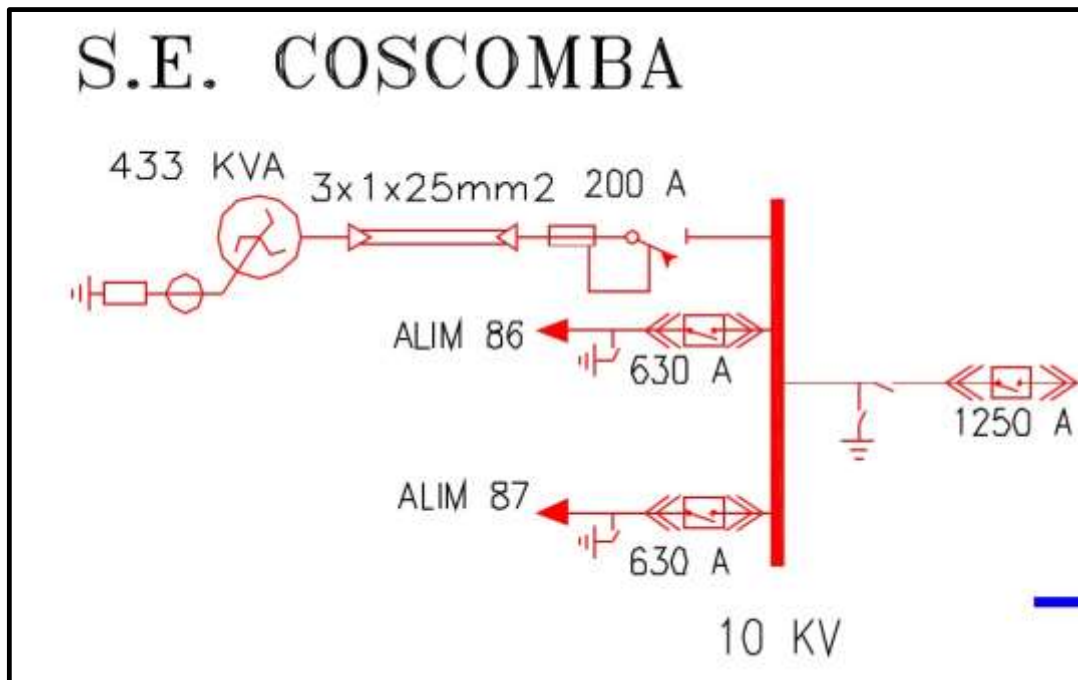 S.E. COSCOMBA
433 KVA
3x1x25mm2
200 A
ALIM 86
630 A
1250 A
ALIM 87
630 A
10 KV